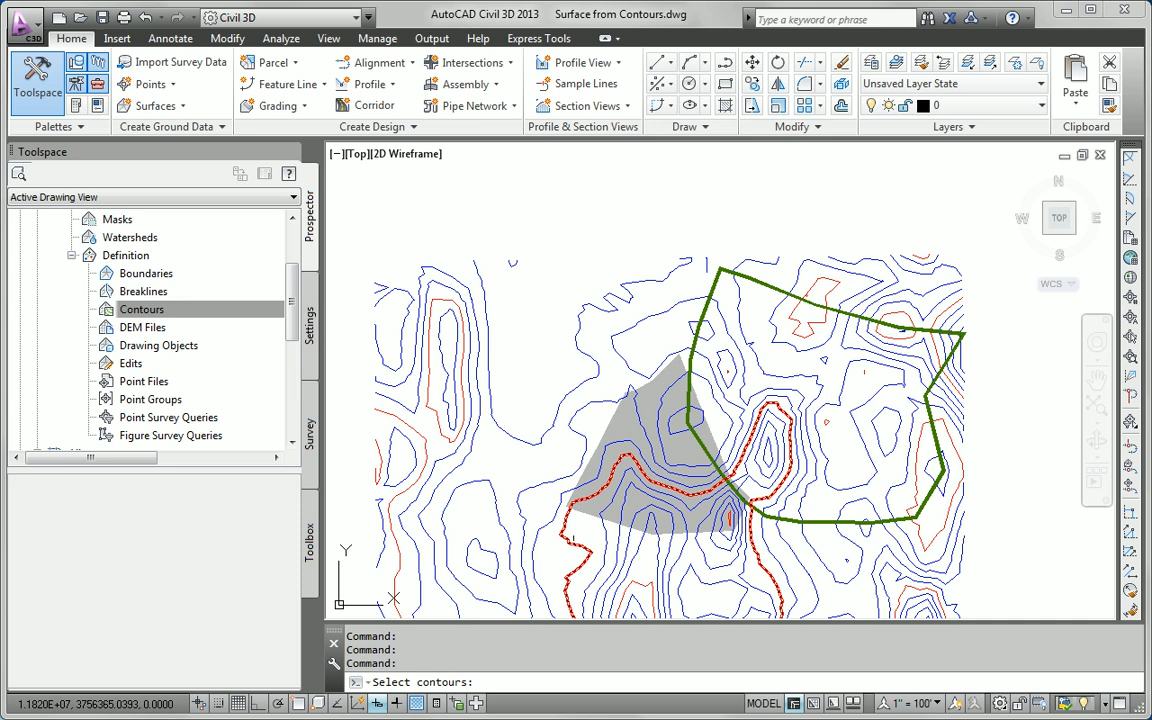 Civil 3D
AutoCAD Civil 3D 2013
Surface from Contours.dwg
Type a keyword or phrase
C3D
Home Insert Annotate Modify Analyze View Manage Output Help Express Tools
Toolspace
Import Survey Data
Points
Surfaces
Parcel
Feature Line
Grading
Alignment
Profile
Corridor
Intersections
Assembly
Pipe Network
Profile View
Sample Lines
Section Views
Unsaved Layer State
0
Paste
Palettes
Create Ground Data
Create Design
Profile & Section Views
Draw
Modify
Layers
Clipboard
Toolspace
Active Drawing View
Masks
Watersheds
Definition
Boundaries
Breaklines
Contours
DEM Files
Drawing Objects
Edits
Point Files
Point Groups
Point Survey Queries
Figure Survey Queries
Prospector
Settings
Survey
Toolbox
[−][Top][2D Wireframe]
N
W TOP E
S
WCS
Y
X
Command:
Command:
Command:
Select contours:
1.1820E+07, 3756365.0393, 0.0000
MODEL
1" = 100'